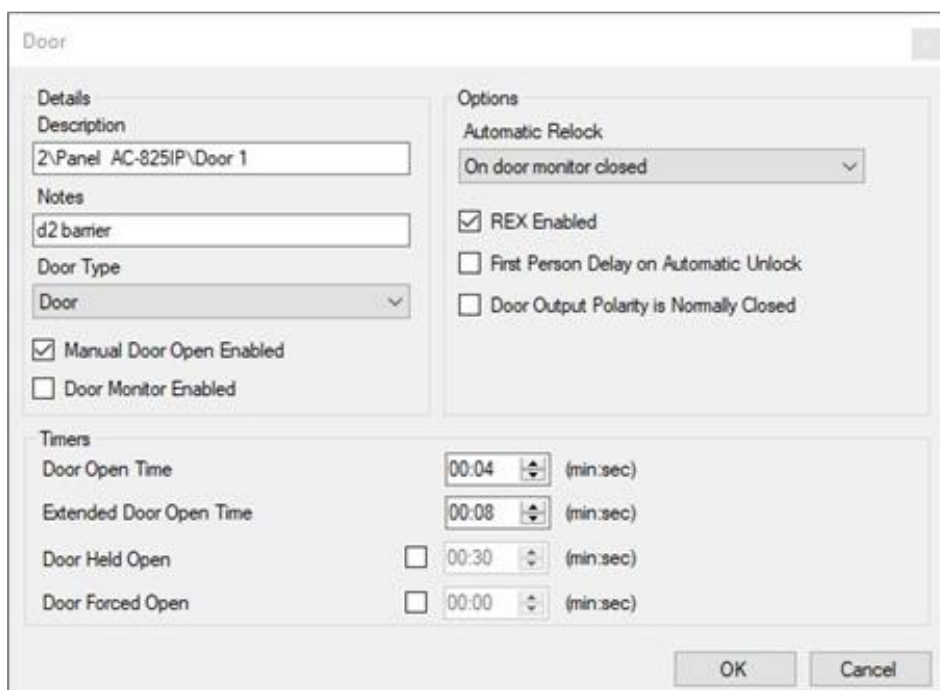 Door
Details
Description
2\Panel  AC-825IP\Door 1
Notes
d2 barrier
Door Type
Door
Manual Door Open Enabled
Door Monitor Enabled
Options
Automatic Relock
On door monitor closed
REX Enabled
First Person Delay on Automatic Unlock
Door Output Polarity is Normally Closed
Timers
Door Open Time 00:04 (min:sec)
Extended Door Open Time 00:08 (min:sec)
Door Held Open 00:30 (min:sec)
Door Forced Open 00:00 (min:sec)
OK Cancel